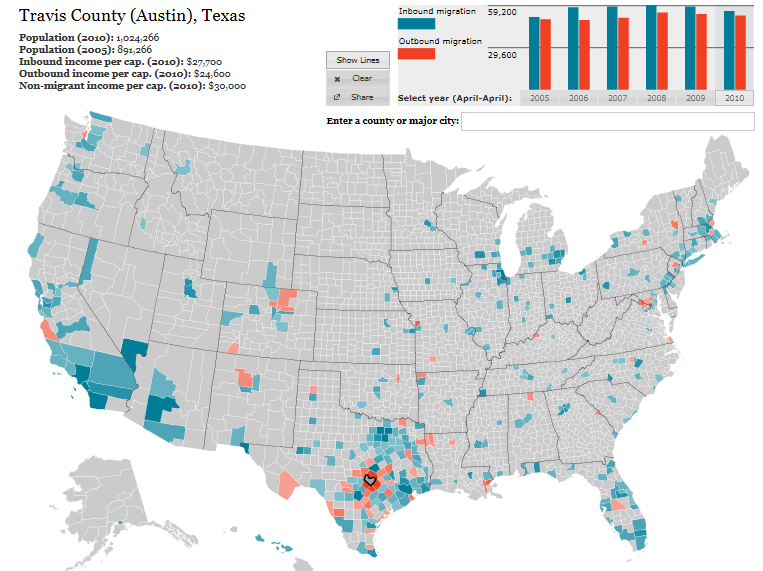 Travis County (Austin), Texas
Population (2010): 1,024,266
Population (2005): 891,266
Inbound income per cap. (2010): $27,700
Outbound income per cap. (2010): $24,600
Non-migrant income per cap. (2010): $30,000
Show Lines
Clear
Share
Inbound migration
Outbound migration
59,200
29,600
Select year (April-April):
2005 2006 2007 2008 2009 2010
Enter a county or major city: